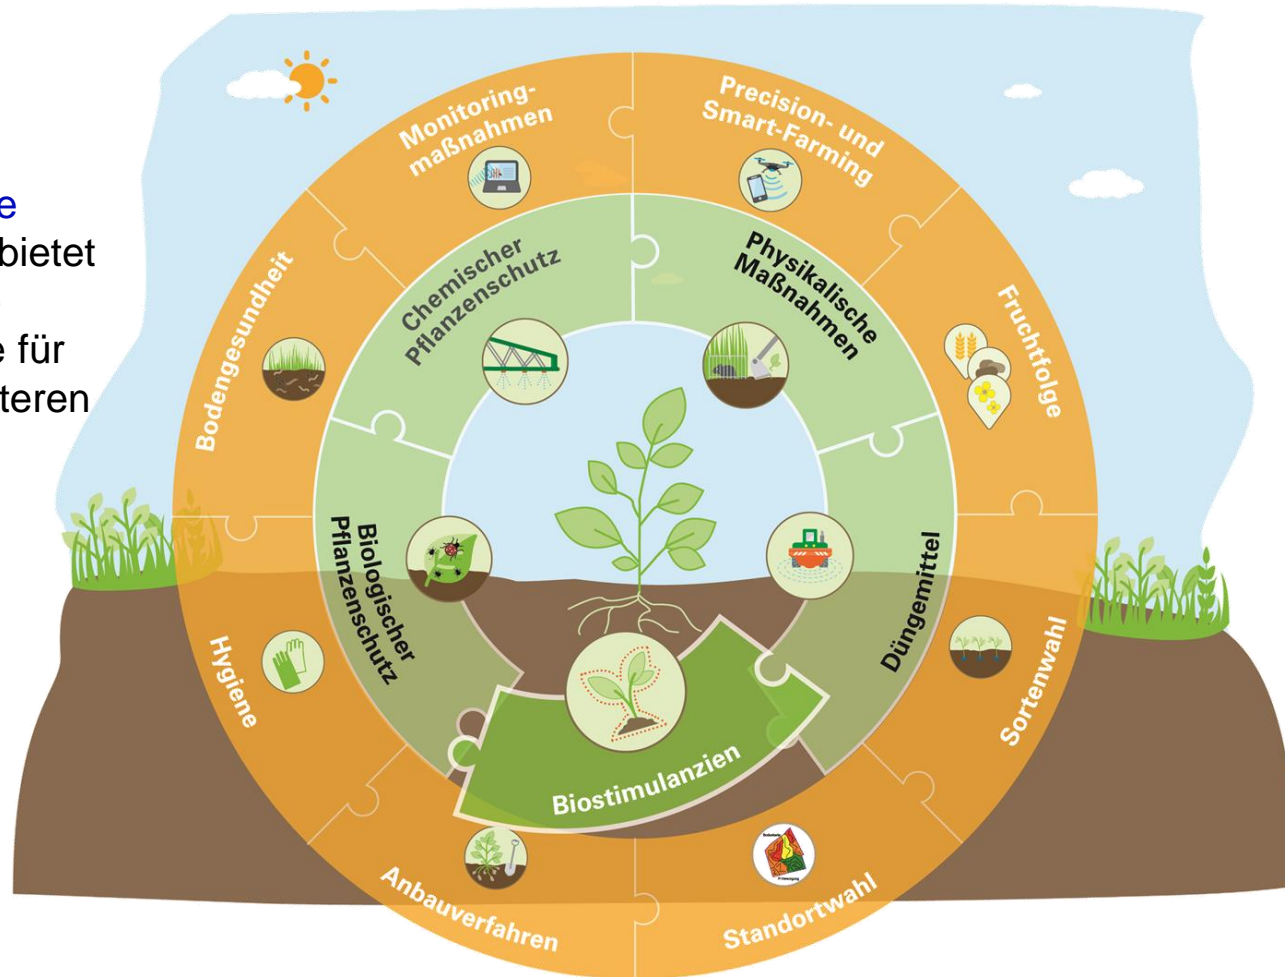 e
bietet
e für
teren
Monitoring-
maßnahmen
Precision- und
Smart-Farming
Chemischer
Pflanzenschutz
Physikalische
Maßnahmen
Bodengesundheit
Fruchtfolge
Biologischer
Pflanzenschutz
Düngemittel
Hygiene
Sortenwahl
Biostimulanzien
Anbauverfahren
Standortwahl